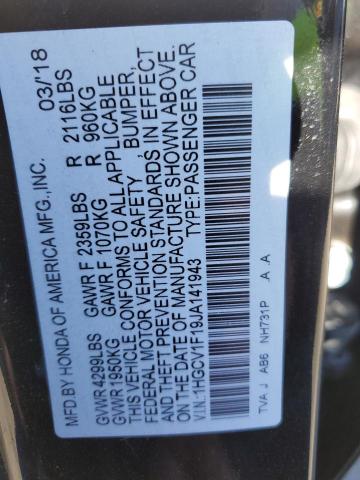 MFD.BY HONDA OF AMERICA MFG.,INC. 03/'18
GVWR 4299LBS GAWR F 2359LBS R 2116LBS
GVWR 1950KG GAWR F 1070KG R 960KG
THIS VEHICLE CONFORMS TO ALL APPLICABLE
FEDERAL MOTOR VEHICLE SAFETY BUMPER,
AND THEFT PREVENTION STANDARDS IN EFFECT
ON THE DATE OF MANUFACTURE SHOWN ABOVE.
V.I.N.:1HGCV1F19JA141943 TYPE:PASSENGER CAR
TVA J AB6 NH731P A .A